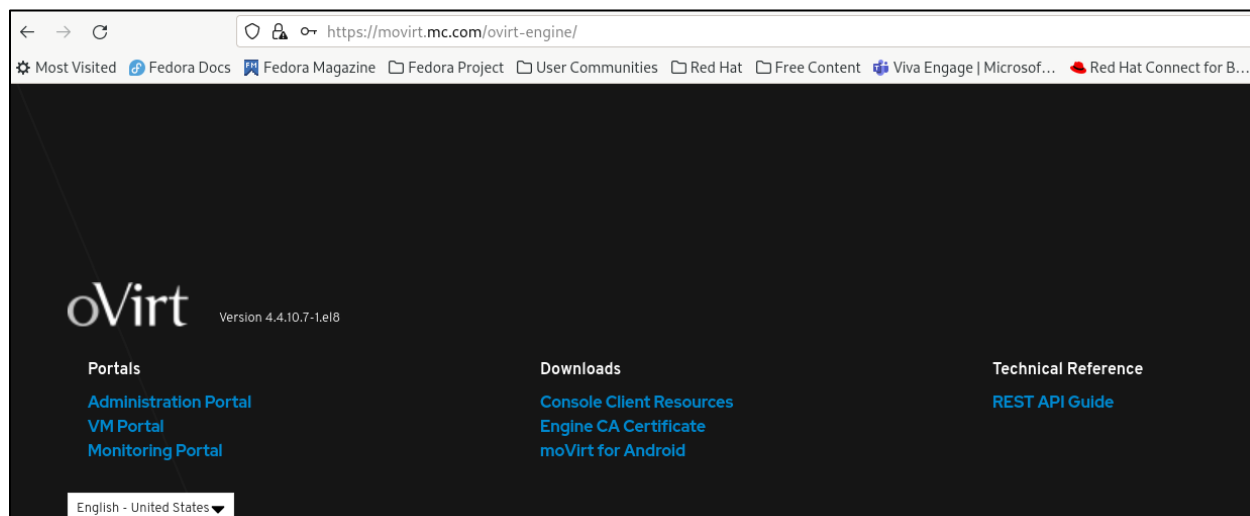 https://movirt.mc.com/ovirt-engine/
Most Visited Fedora Docs Fedora Magazine Fedora Project User Communities Red Hat Free Content Viva Engage | Microsof... Red Hat Connect for B...
oVirt Version 4.4.10.7-1.el8
Portals Downloads Technical Reference
Administration Portal Console Client Resources REST API Guide
VM Portal Engine CA Certificate
Monitoring Portal moVirt for Android
English - United States